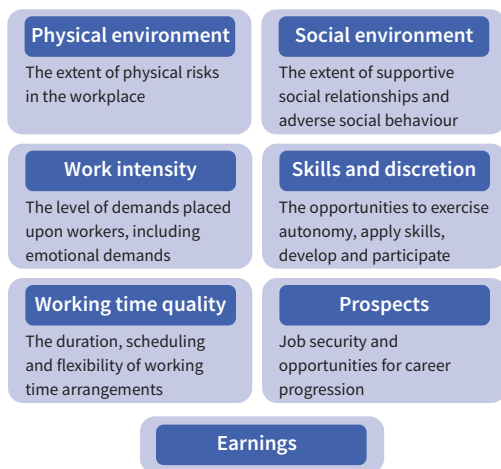 Physical environment
The extent of physical risks
in the workplace
Social environment
The extent of supportive
social relationships and
adverse social behaviour
Work intensity
The level of demands placed
upon workers, including
emotional demands
Skills and discretion
The opportunities to exercise
autonomy, apply skills,
develop and participate
Working time quality
The duration, scheduling
and flexibility of working
time arrangements
Prospects
Job security and
opportunities for career
progression
Earnings